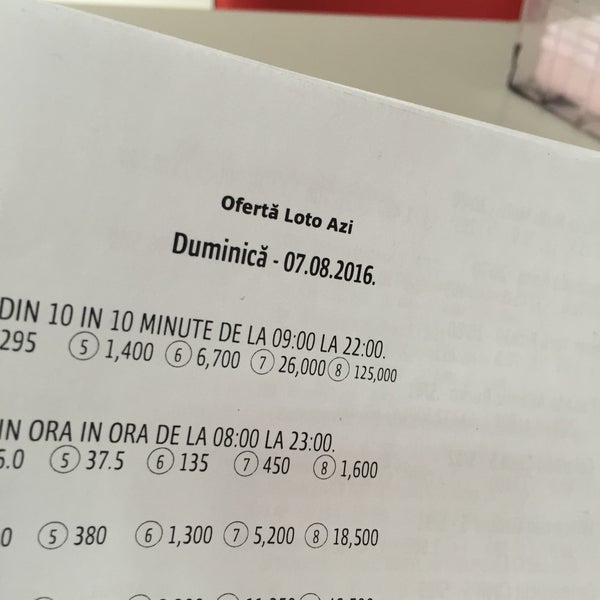 Ofertă Loto Azi
Duminică - 07.08.2016.
DIN 10 IN 10 MINUTE DE LA 09:00 LA 22:00.
295 ⑤ 1,400 ⑥ 6,700 ⑦ 26,000 ⑧ 125,000
IN ORA IN ORA DE LA 08:00 LA 23:00.
5.0 ⑤ 37.5 ⑥ 135 ⑦ 450 ⑧ 1,600
0 ⑤ 380 ⑥ 1,300 ⑦ 5,200 ⑧ 18,500